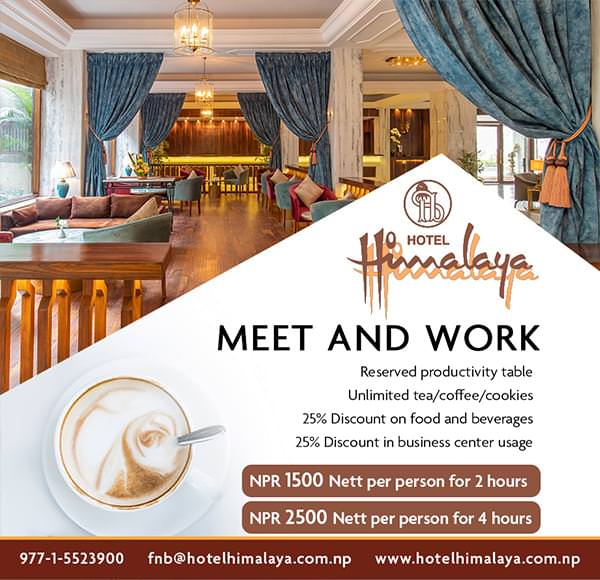 HOTEL
Himalaya
MEET AND WORK
Reserved productivity table
Unlimited tea/coffee/cookies
25% Discount on food and beverages
25% Discount in business center usage
NPR 1500 Nett per person for 2 hours
NPR 2500 Nett per person for 4 hours
977-1-5523900 fnb@hotelhimalaya.com.np www.hotelhimalaya.com.np